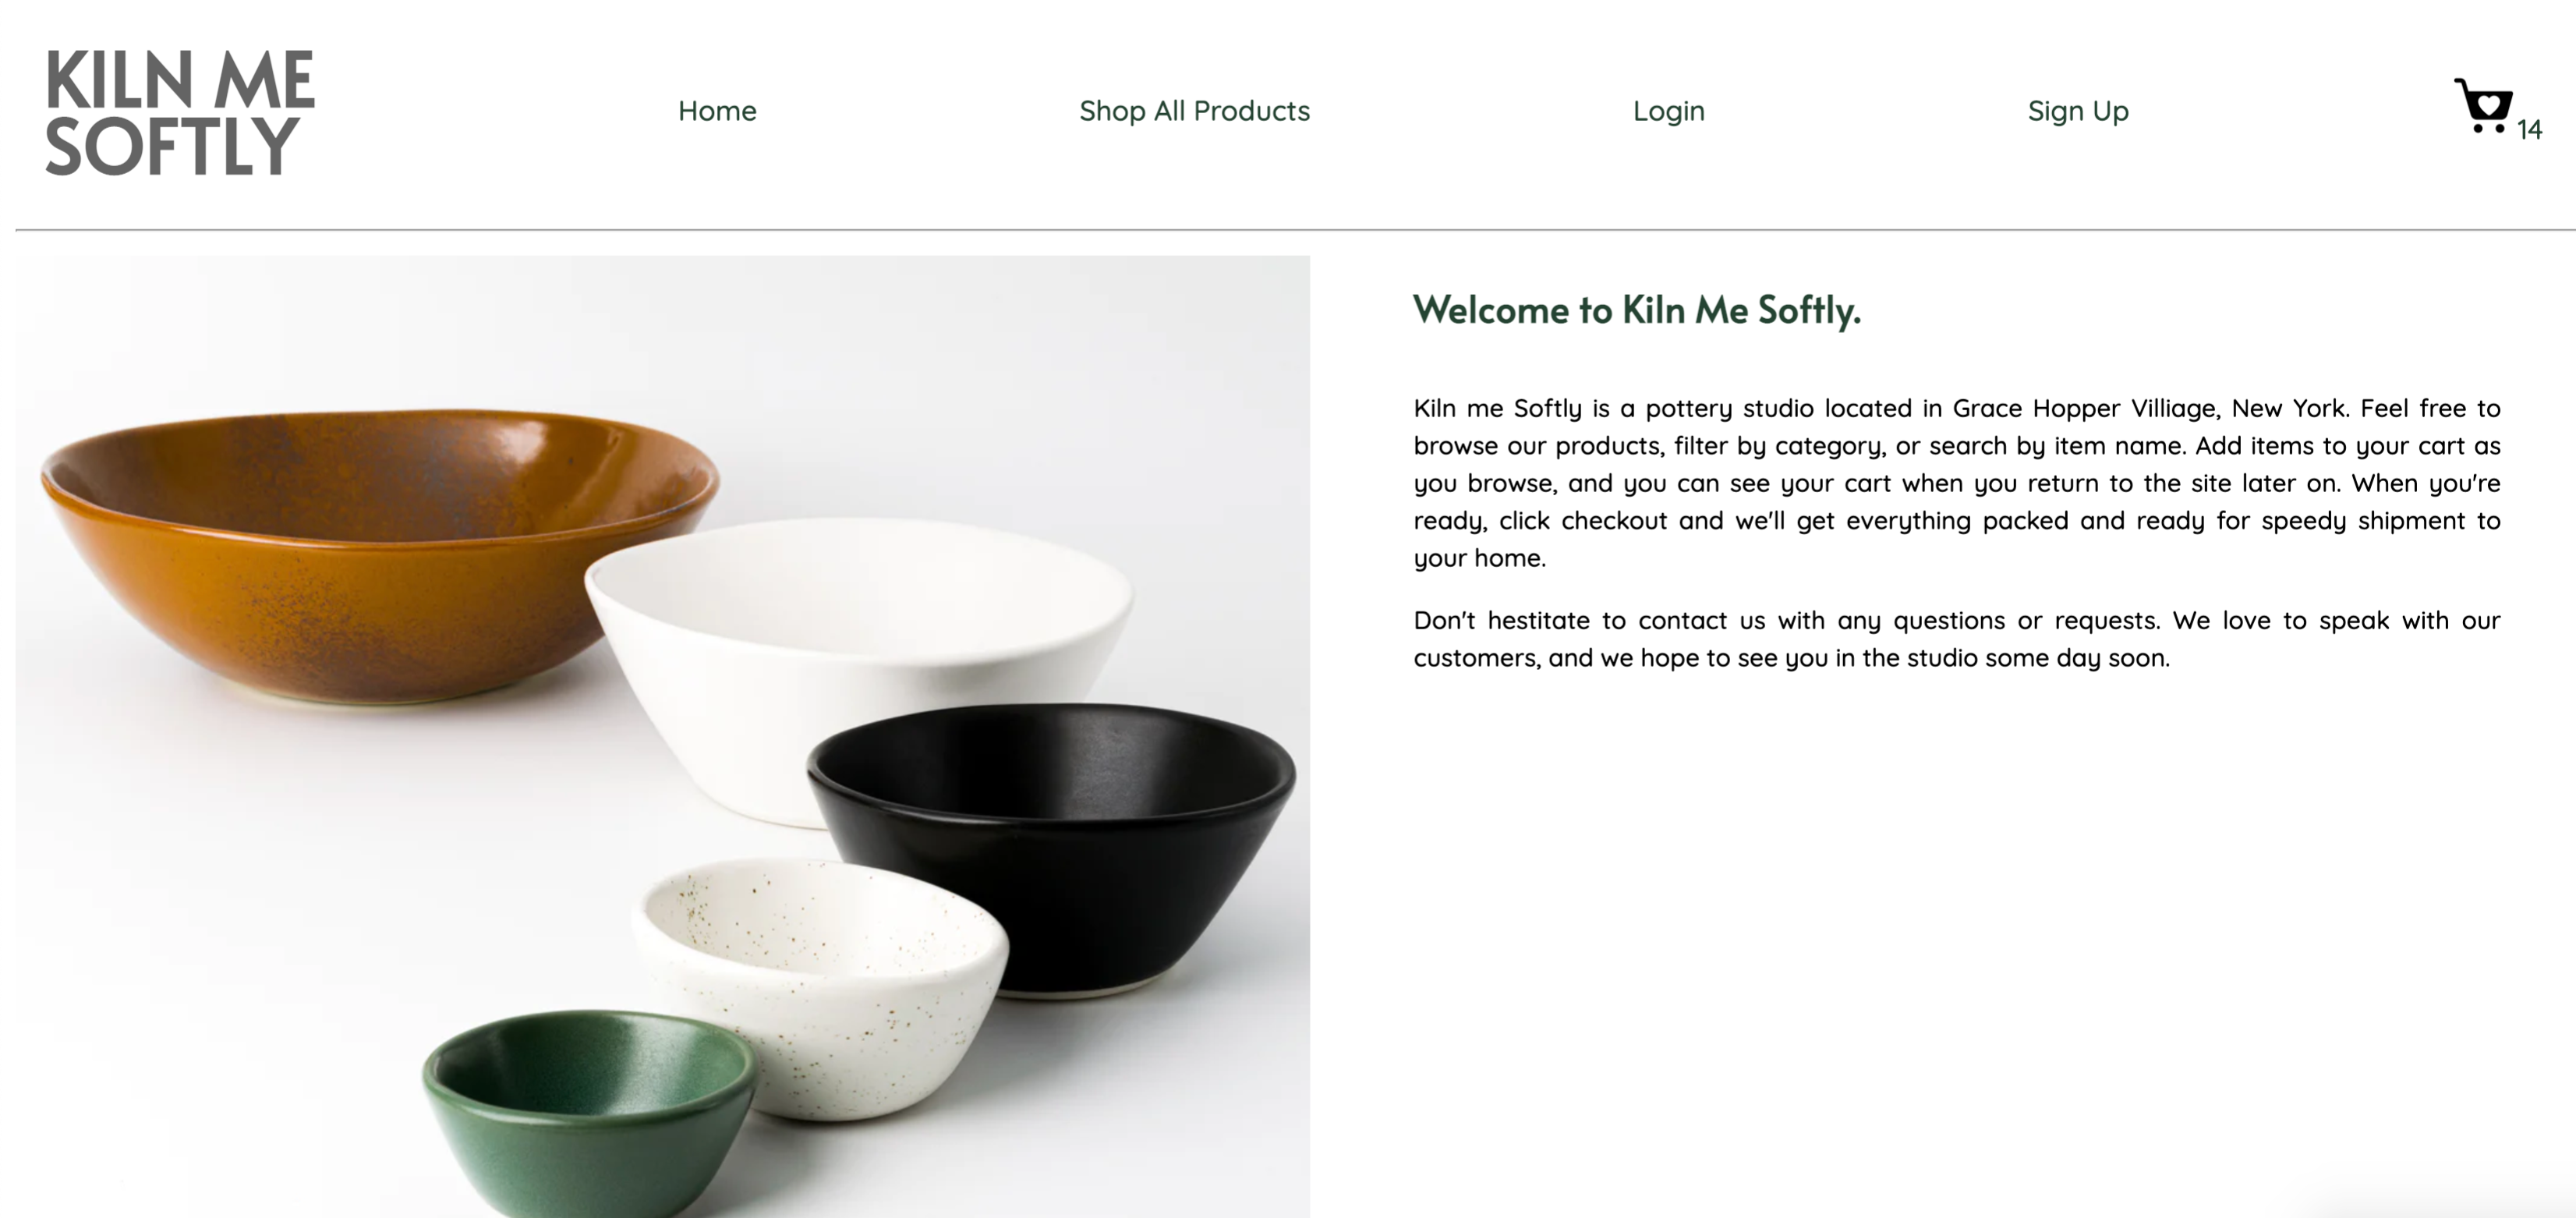 KILN ME
SOFTLY
Home
Shop All Products
Login
Sign Up
14
Welcome to Kiln Me Softly.
Kiln me Softly is a pottery studio located in Grace Hopper Villiage, New York. Feel free to
browse our products, filter by category, or search by item name. Add items to your cart as
you browse, and you can see your cart when you return to the site later on. When you're
ready, click checkout and we'll get everything packed and ready for speedy shipment to
your home.
Don't hestitate to contact us with any questions or requests. We love to speak with our
customers, and we hope to see you in the studio some day soon.